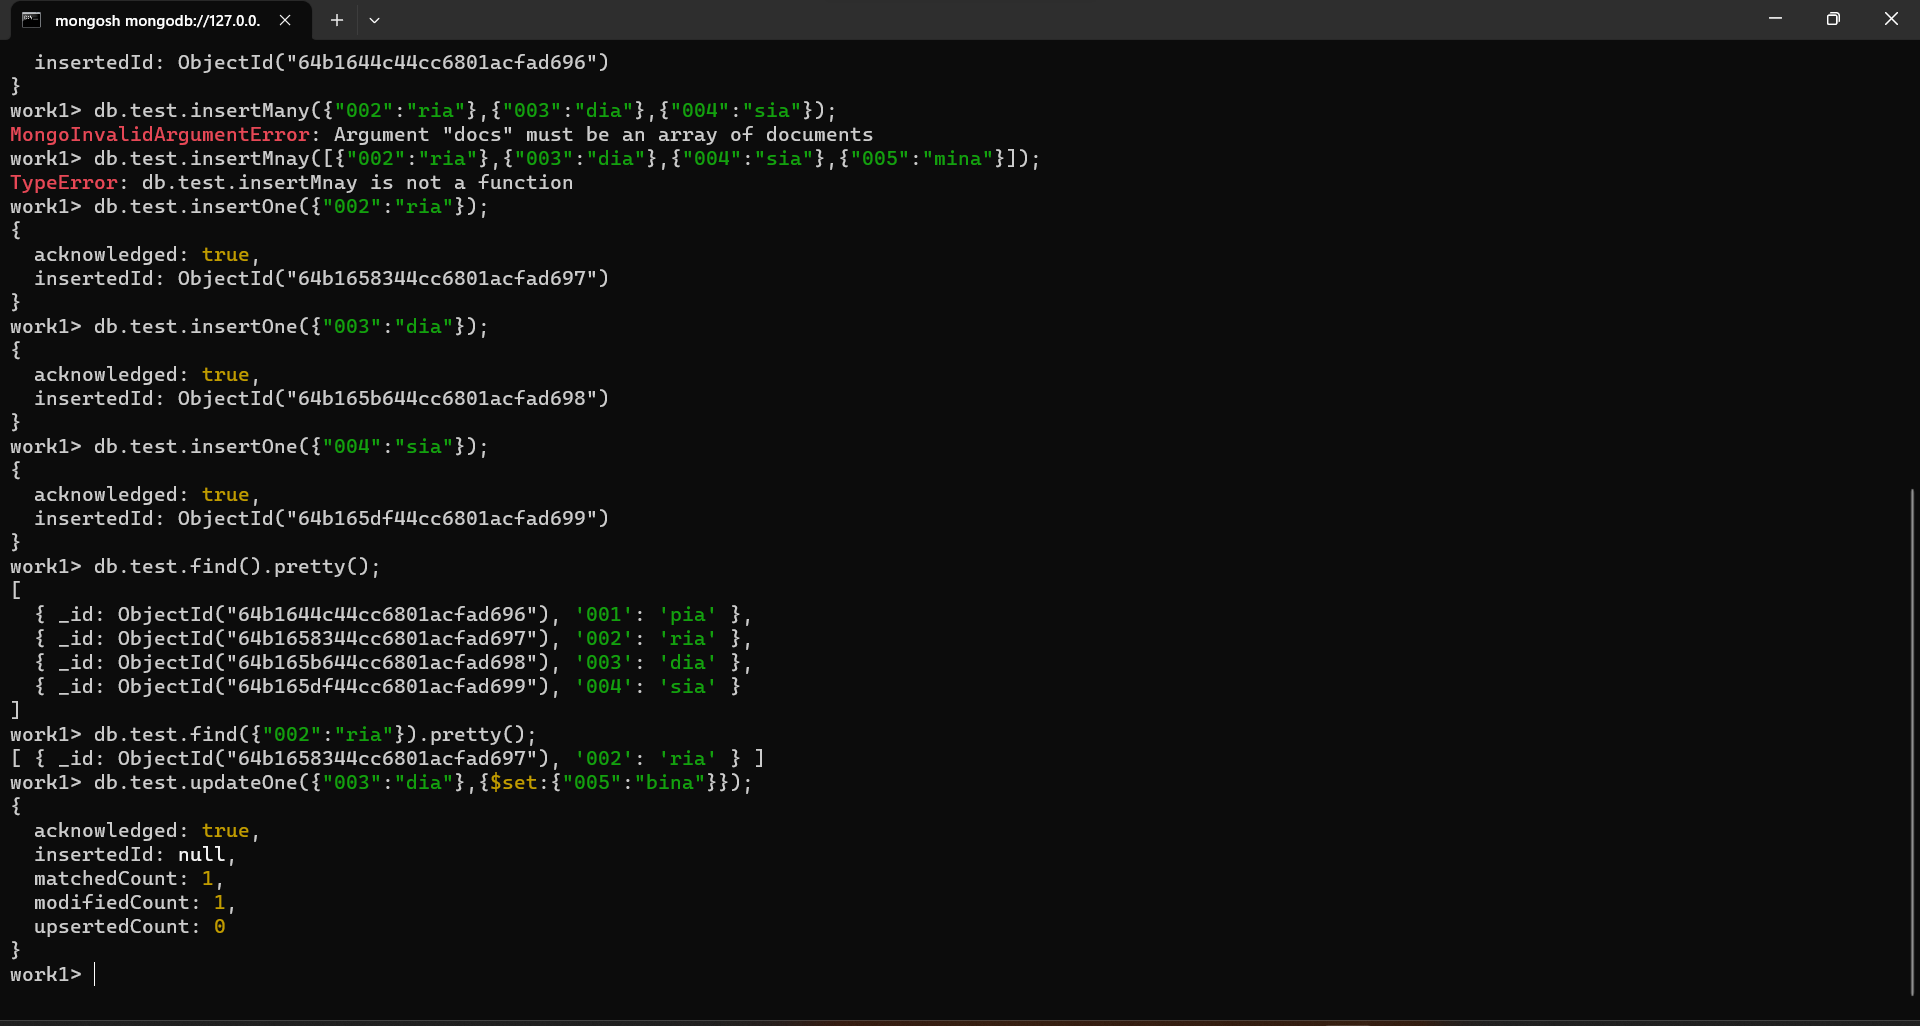 mongosh mongodb://127.0.0.
  insertedId: ObjectId("64b1644c44cc6801acfad696")
}
work1> db.test.insertMany({"002":"ria"},{"003":"dia"},{"004":"sia"});
MongoInvalidArgumentError: Argument "docs" must be an array of documents
work1> db.test.insertMnay([{"002":"ria"},{"003":"dia"},{"004":"sia"},{"005":"mina"}]);
TypeError: db.test.insertMnay is not a function
work1> db.test.insertOne({"002":"ria"});
{
  acknowledged: true,
  insertedId: ObjectId("64b1658344cc6801acfad697")
}
work1> db.test.insertOne({"003":"dia"});
{
  acknowledged: true,
  insertedId: ObjectId("64b165b644cc6801acfad698")
}
work1> db.test.insertOne({"004":"sia"});
{
  acknowledged: true,
  insertedId: ObjectId("64b165df44cc6801acfad699")
}
work1> db.test.find().pretty();
[
  { _id: ObjectId("64b1644c44cc6801acfad696"), '001': 'pia' },
  { _id: ObjectId("64b1658344cc6801acfad697"), '002': 'ria' },
  { _id: ObjectId("64b165b644cc6801acfad698"), '003': 'dia' },
  { _id: ObjectId("64b165df44cc6801acfad699"), '004': 'sia' }
]
work1> db.test.find({"002":"ria"}).pretty();
[ { _id: ObjectId("64b1658344cc6801acfad697"), '002': 'ria' } ]
work1> db.test.updateOne({"003":"dia"},{$set:{"005":"bina"}});
{
  acknowledged: true,
  insertedId: null,
  matchedCount: 1,
  modifiedCount: 1,
  upsertedCount: 0
}
work1>